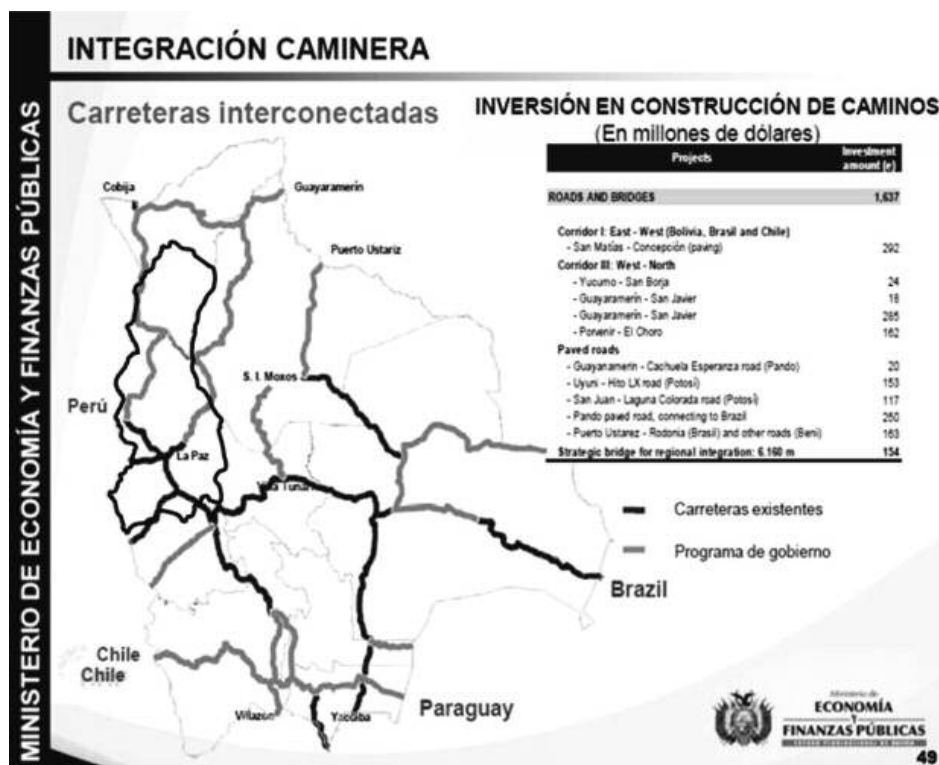 INTEGRACIÓN CAMINERA
MINISTERIO DE ECONOMÍA Y FINANZAS PÚBLICAS
Carreteras interconectadas
Cobija
Guayaramerín
Puerto Ustariz
S. I. Moxos
Perú
La Paz
Villa Tunari
Brazil
Chile
Chile
Villazón
Yacuiba
Paraguay
INVERSIÓN EN CONSTRUCCIÓN DE CAMINOS
(En millones de dólares)
Projects Investment amount (e)
ROADS AND BRIDGES 1,637
Corridor I: East - West (Bolivia, Brasil and Chile)
- San Matías - Concepción (paving) 292
Corridor III: West - North
- Yucumo - San Borja 24
- Guayaramerín - San Javier 18
- Guayaramerín - San Javier 285
- Porvenir - El Choro 162
Paved roads
- Guayanamerín - Cachuela Esperanza road (Pando) 20
- Uyuni - Hito LX road (Potosí) 153
- San Juan - Laguna Colorada road (Potosí) 117
- Pando paved road, connecting to Brazil 250
- Puerto Ustarez - Rodonia (Brasil) and other roads (Beni) 163
Strategic bridge for regional integration: 6.160 m 154
Carreteras existentes
Programa de gobierno
Ministerio de
ECONOMÍA
Y
FINANZAS PÚBLICAS
49